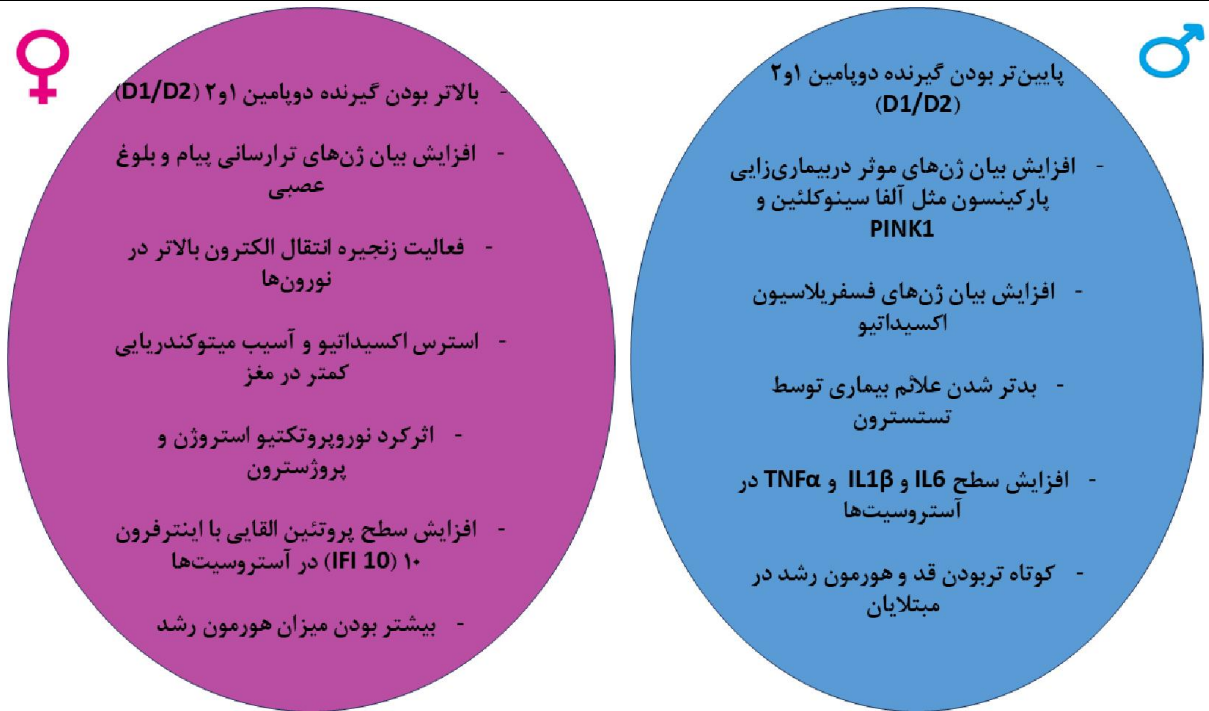 پایین‌تر بودن گیرنده دوپامین ۱و۲
(D1/D2)
- افزایش بیان ژن‌های موثر دربیماری‌زایی
پارکینسون مثل آلفا سینوکلئین و
PINK1
- افزایش بیان ژن‌های فسفریلاسیون
اکسیداتیو
- بدتر شدن علائم بیماری توسط
تستسترون
- افزایش سطح IL6 و IL1β و TNFα در
آستروسیت‌ها
- کوتاه تربودن قد و هورمون رشد در
مبتلایان
- بالاتر بودن گیرنده دوپامین ۱و۲ (D1/D2)
- افزایش بیان ژن‌های ترارسانی پیام و بلوغ
عصبی
- فعالیت زنجیره انتقال الکترون بالاتر در
نورون‌ها
- استرس اکسیداتیو و آسیب میتوکندریایی
کمتر در مغز
- اثرکرد نوروپروتکتیو استروژن و
پروژسترون
- افزایش سطح پروتئین القایی با اینترفرون
۱۰ (IFI 10) در آستروسیت‌ها
- بیشتر بودن میزان هورمون رشد